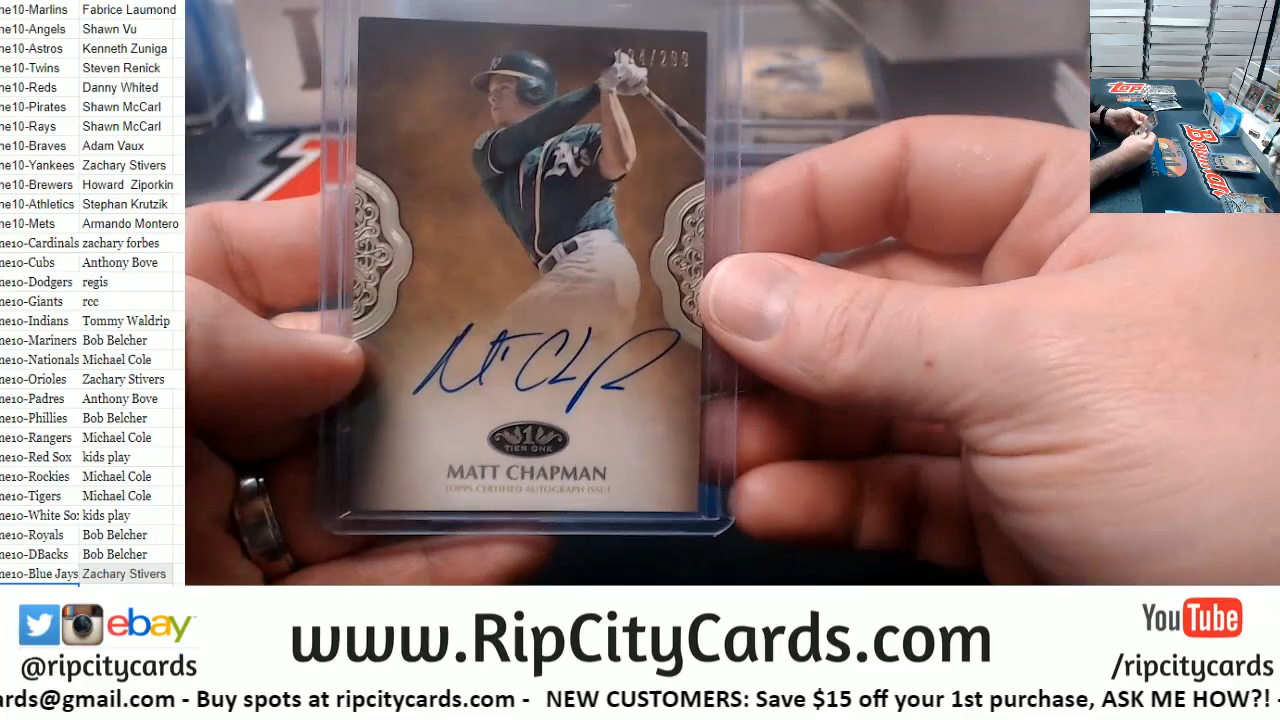 ne10-Marlins Fabrice Laumond
ne10-Angels Shawn Vu
ne10-Astros Kenneth Zuniga
ne10-Twins Steven Renick
ne10-Reds Danny Whited
ne10-Pirates Shawn McCarl
ne10-Rays Shawn McCarl
ne10-Braves Adam Vaux
ne10-Yankees Zachary Stivers
ne10-Brewers Howard Ziporkin
ne10-Athletics Stephan Krutzik
ne10-Mets Armando Montero
ne10-Cardinals zachary forbes
ne10-Cubs Anthony Bove
ne10-Dodgers regis
ne10-Giants rcc
ne10-Indians Tommy Waldrip
ne10-Mariners Bob Belcher
ne10-Nationals Michael Cole
ne10-Orioles Zachary Stivers
ne10-Padres Anthony Bove
ne10-Phillies Bob Belcher
ne10-Rangers Michael Cole
ne10-Red Sox kids play
ne10-Rockies Michael Cole
ne10-Tigers Michael Cole
ne10-White So kids play
ne10-Royals Bob Belcher
ne10-DBacks Bob Belcher
ne10-Blue Jays Zachary Stivers
A's
1
TIER ONE
MATT CHAPMAN
TOPPS CERTIFIED AUTOGRAPH ISSUE
topps
Bowman
ebay
@ripcitycards
www.RipCityCards.com
YouTube
/ripcitycards
ards@gmail.com - Buy spots at ripcitycards.com - NEW CUSTOMERS: Save $15 off your 1st purchase, ASK ME HOW?! -